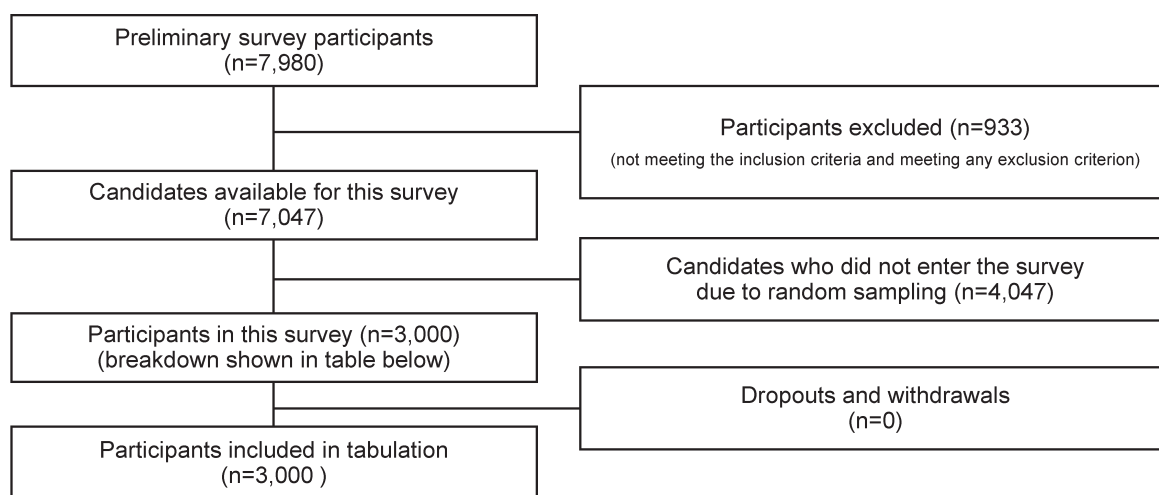 Preliminary survey participants
(n=7,980)
Participants excluded (n=933)
(not meeting the inclusion criteria and meeting any exclusion criterion)
Candidates available for this survey
(n=7,047)
Candidates who did not enter the survey
due to random sampling (n=4,047)
Participants in this survey (n=3,000)
(breakdown shown in table below)
Dropouts and withdrawals
(n=0)
Participants included in tabulation
(n=3,000 )